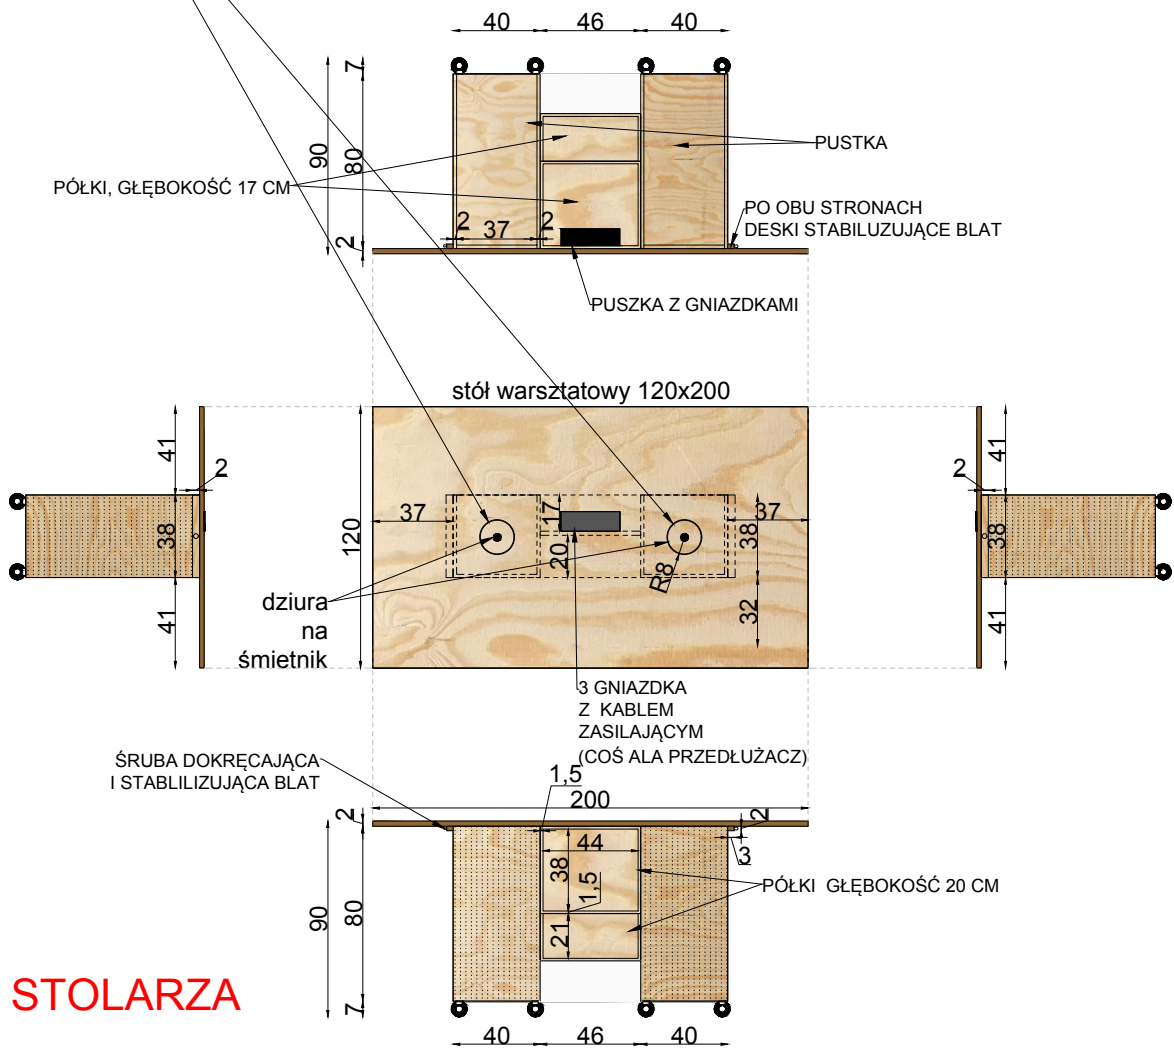 40 46 40
7
90
80
2
PUSTKA
PÓŁKI, GŁĘBOKOŚĆ 17 CM
2 37 2
PO OBU STRONACH
DESKI STABILUZUJĄCE BLAT
PUSZKA Z GNIAZDKAMI
stół warsztatowy 120x200
41
2
38
41
120
37
17
20
R8
37
38
32
2
41
38
41
dziura
na
śmietnik
3 GNIAZDKA
Z KABLEM
ZASILAJĄCYM
(COŚ ALA PRZEDŁUŻACZ)
ŚRUBA DOKRĘCAJĄCA
I STABLILIZUJĄCA BLAT
1,5
200
2
2
3
44
38
1,5
21
90
80
7
PÓŁKI GŁĘBOKOŚĆ 20 CM
STOLARZA
40 46 40